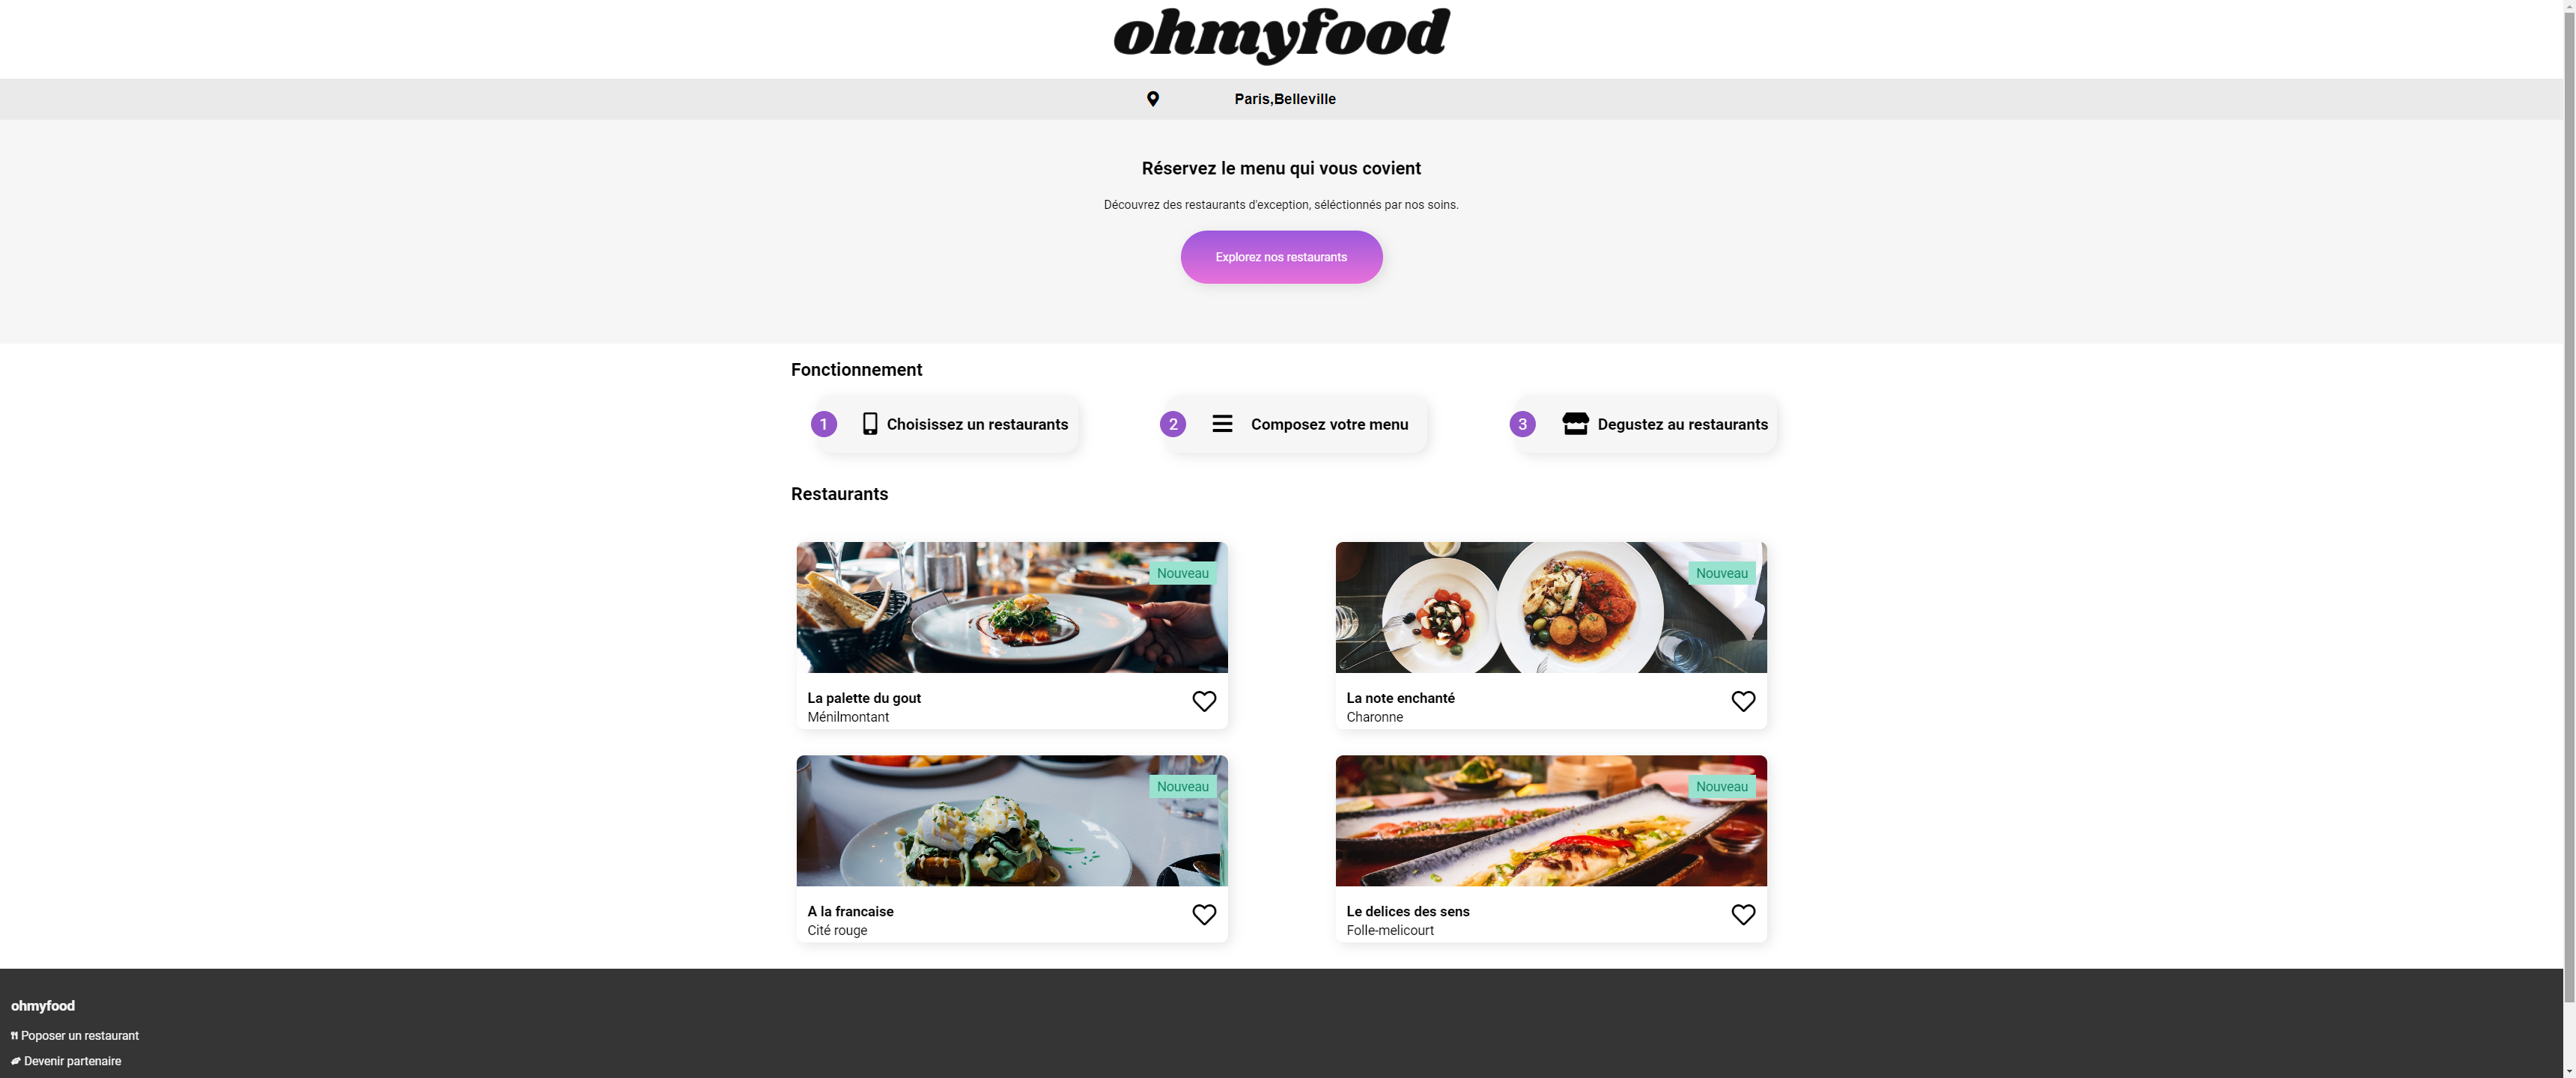 ohmyfood
Paris,Belleville
Réservez le menu qui vous covient
Découvrez des restaurants d'exception, séléctionnés par nos soins.
Explorez nos restaurants
Fonctionnement
1 Choisissez un restaurants
2 Composez votre menu
3 Degustez au restaurants
Restaurants
Nouveau
La palette du gout
Ménilmontant
Nouveau
La note enchanté
Charonne
Nouveau
A la francaise
Cité rouge
Nouveau
Le delices des sens
Folle-melicourt
ohmyfood
Poposer un restaurant
Devenir partenaire